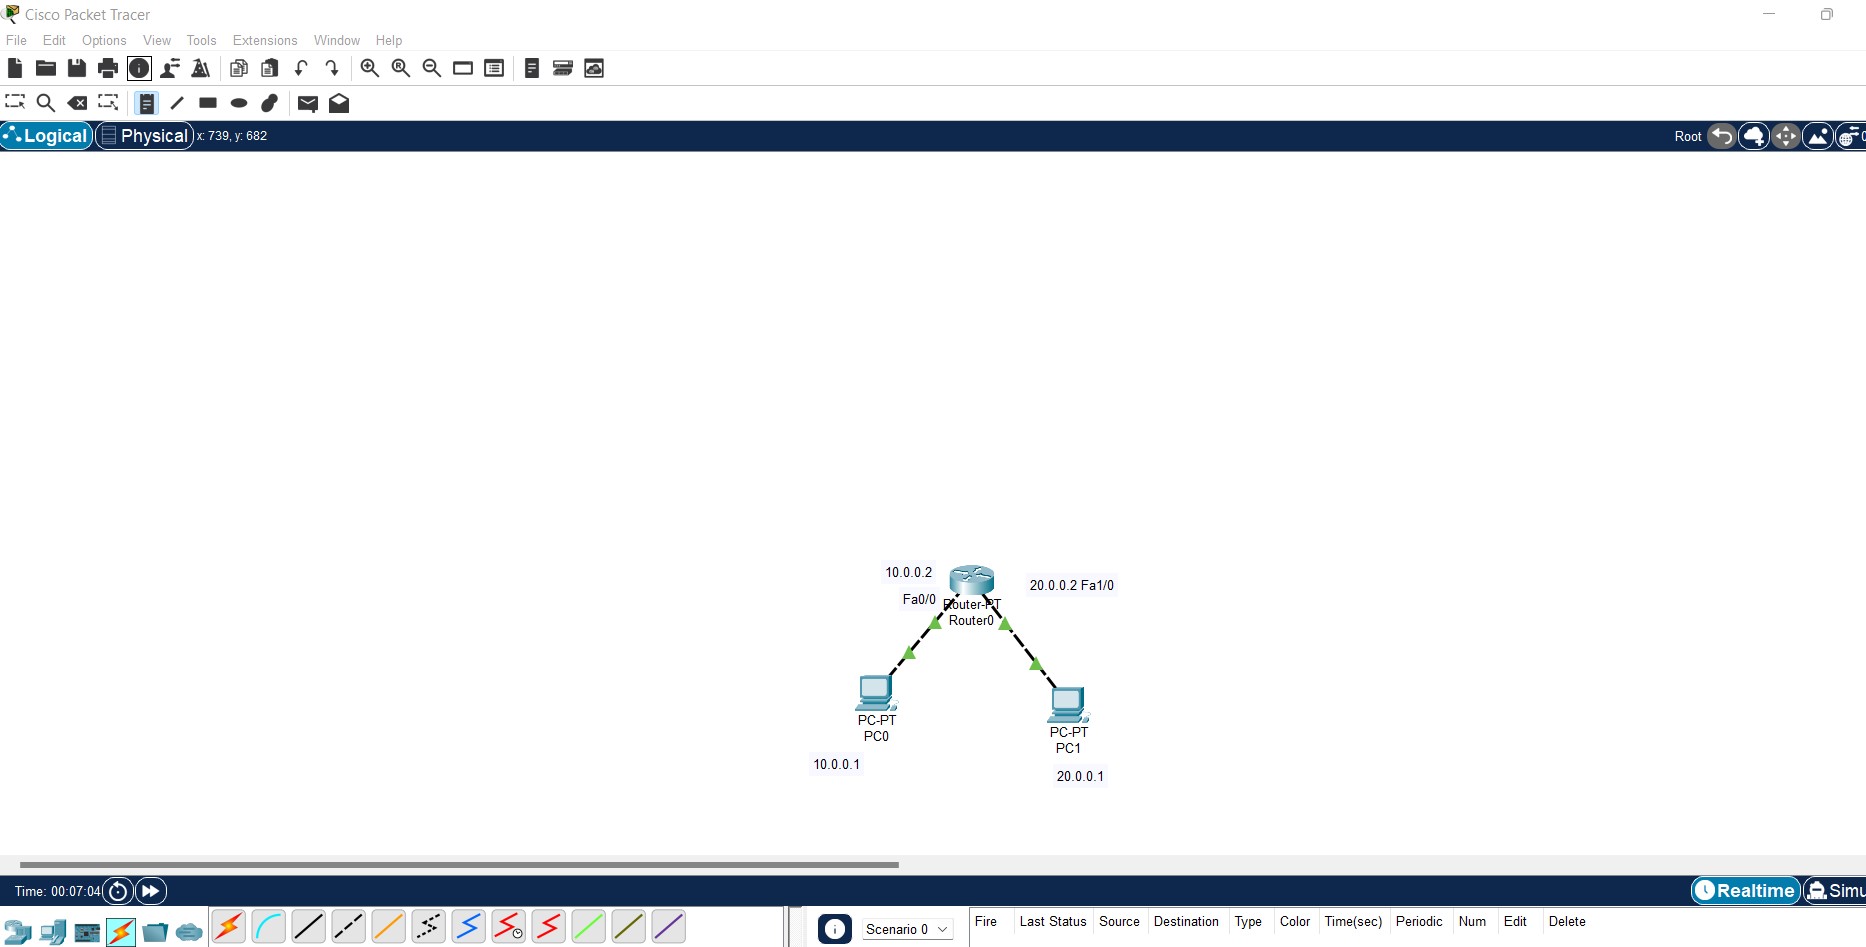 Cisco Packet Tracer
File Edit Options View Tools Extensions Window Help
Logical Physical x: 739, y: 682 Root
10.0.0.2
20.0.0.2 Fa1/0
Fa0/0
Router-PT
Router0
PC-PT
PC0
PC-PT
PC1
10.0.0.1
20.0.0.1
Time: 00:07:04 Realtime Simu
Scenario 0 Fire Last Status Source Destination Type Color Time(sec) Periodic Num Edit Delete